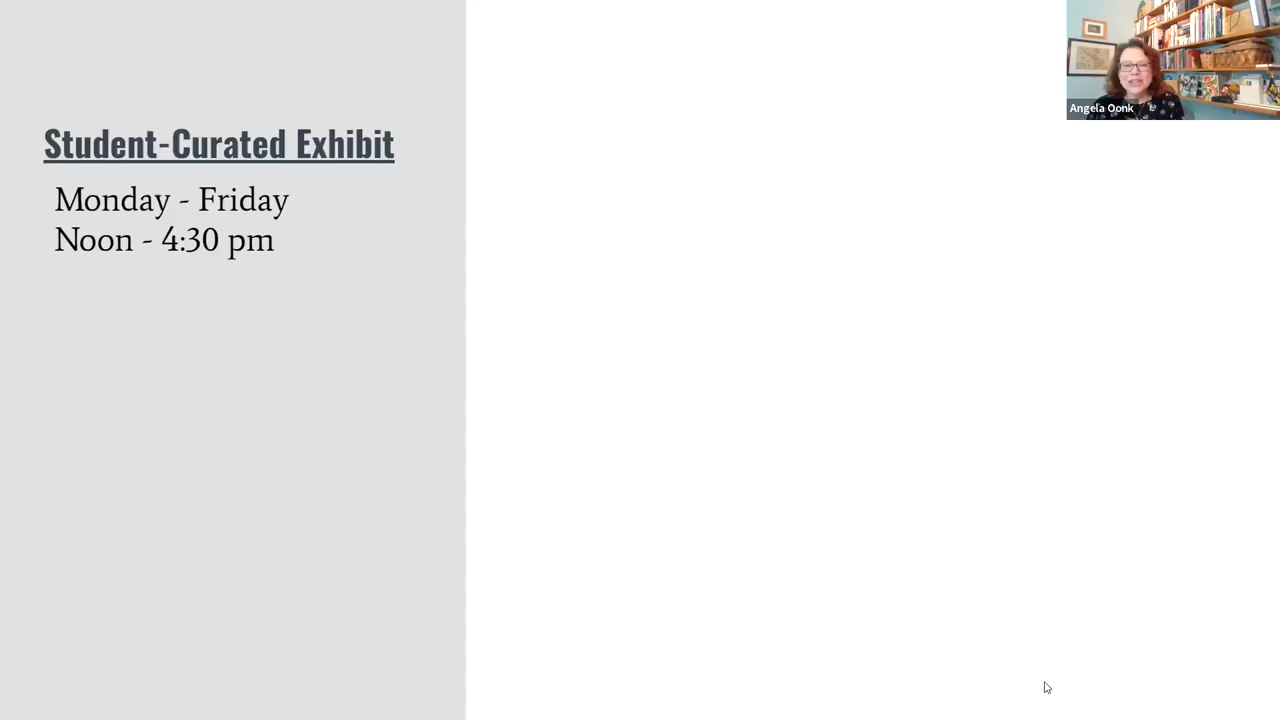 Student-Curated Exhibit
Monday - Friday
Noon - 4:30 pm
Angela Oonk